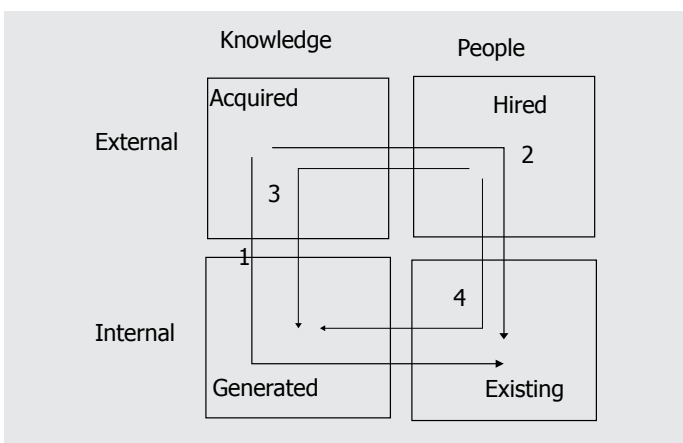 Knowledge
People
Acquired
Hired
External
2
3
1
4
Internal
Generated
Existing